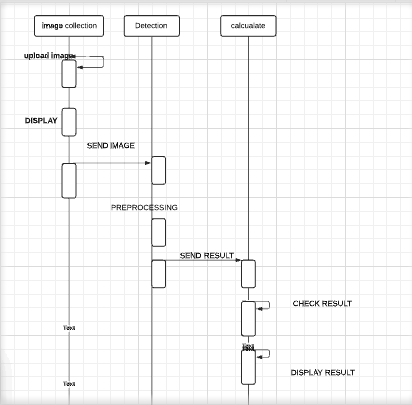 image collection
Detection
calcualate
upload image
DISPLAY
SEND IMAGE
PREPROCESSING
SEND RESULT
CHECK RESULT
Text
Text
DISPLAY RESULT
Text